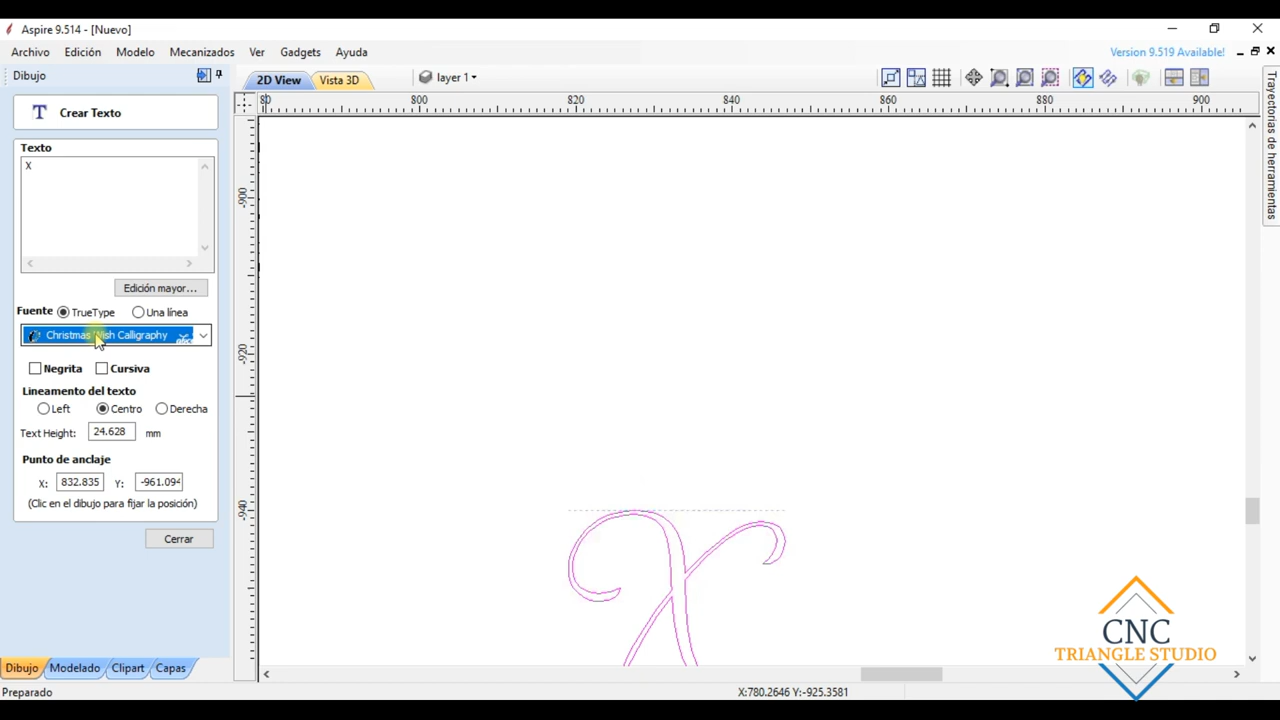 Aspire 9.514 - [Nuevo]
Archivo Edición Modelo Mecanizados Ver Gadgets Ayuda Version 9.519 Available!
Dibujo
2D View Vista 3D layer 1
Crear Texto
80 800 820 840 860 880 900
Texto
X
-900
Edición mayor...
Fuente TrueType Una línea
Christmas Wish Calligraphy
-920
Negrita Cursiva
Lineamento del texto
Left Centro Derecha
Text Height: 24.628 mm
Punto de anclaje
X: 832.835 Y: -961.094
(Clic en el dibujo para fijar la posición)
-940
Cerrar
X
Trayectorias de herramientas
CNC
TRIANGLE STUDIO
Dibujo Modelado Clipart Capas
Preparado X:780.2646 Y:-925.3581